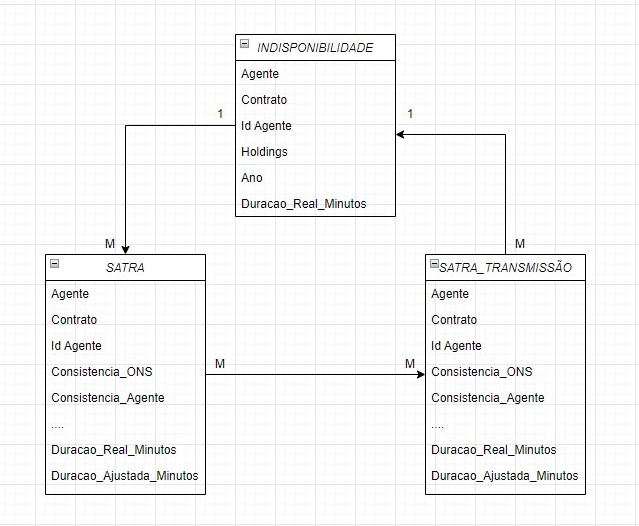 INDISPONIBILIDADE
Agente
Contrato
Id Agente
Holdings
Ano
Duracao_Real_Minutos
1
1
M
M
SATRA
Agente
Contrato
Id Agente
Consistencia_ONS
Consistencia_Agente
....
Duracao_Real_Minutos
Duracao_Ajustada_Minutos
M
M
SATRA_TRANSMISSÃO
Agente
Contrato
Id Agente
Consistencia_ONS
Consistencia_Agente
....
Duracao_Real_Minutos
Duracao_Ajustada_Minutos